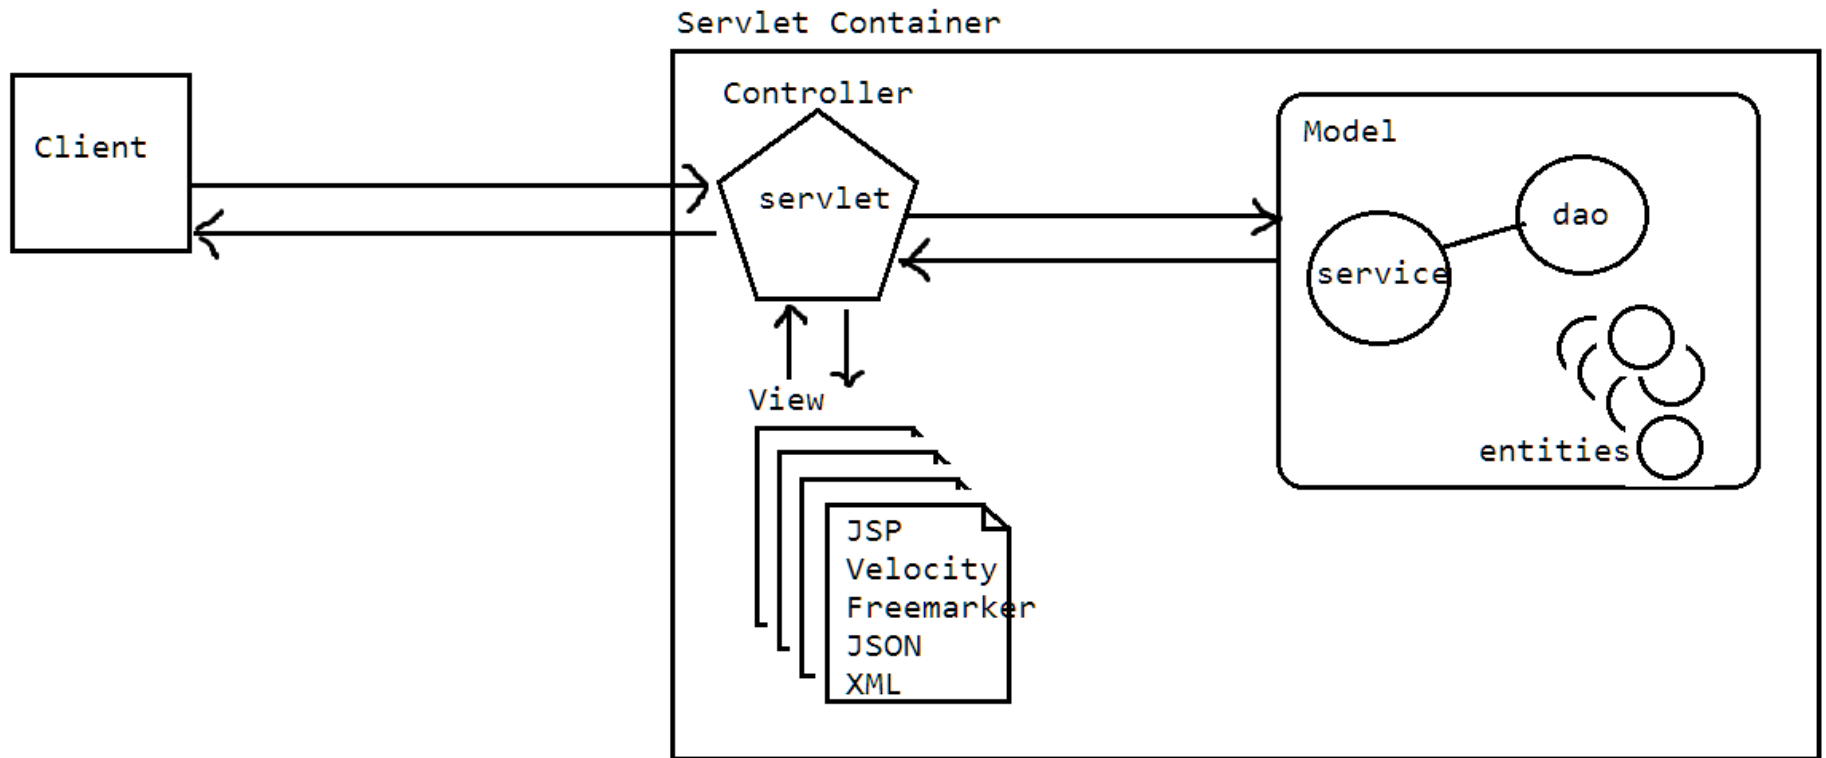 Servlet Container
Client
Controller
servlet
Model
dao
service
entities
View
JSP
Velocity
Freemarker
JSON
XML